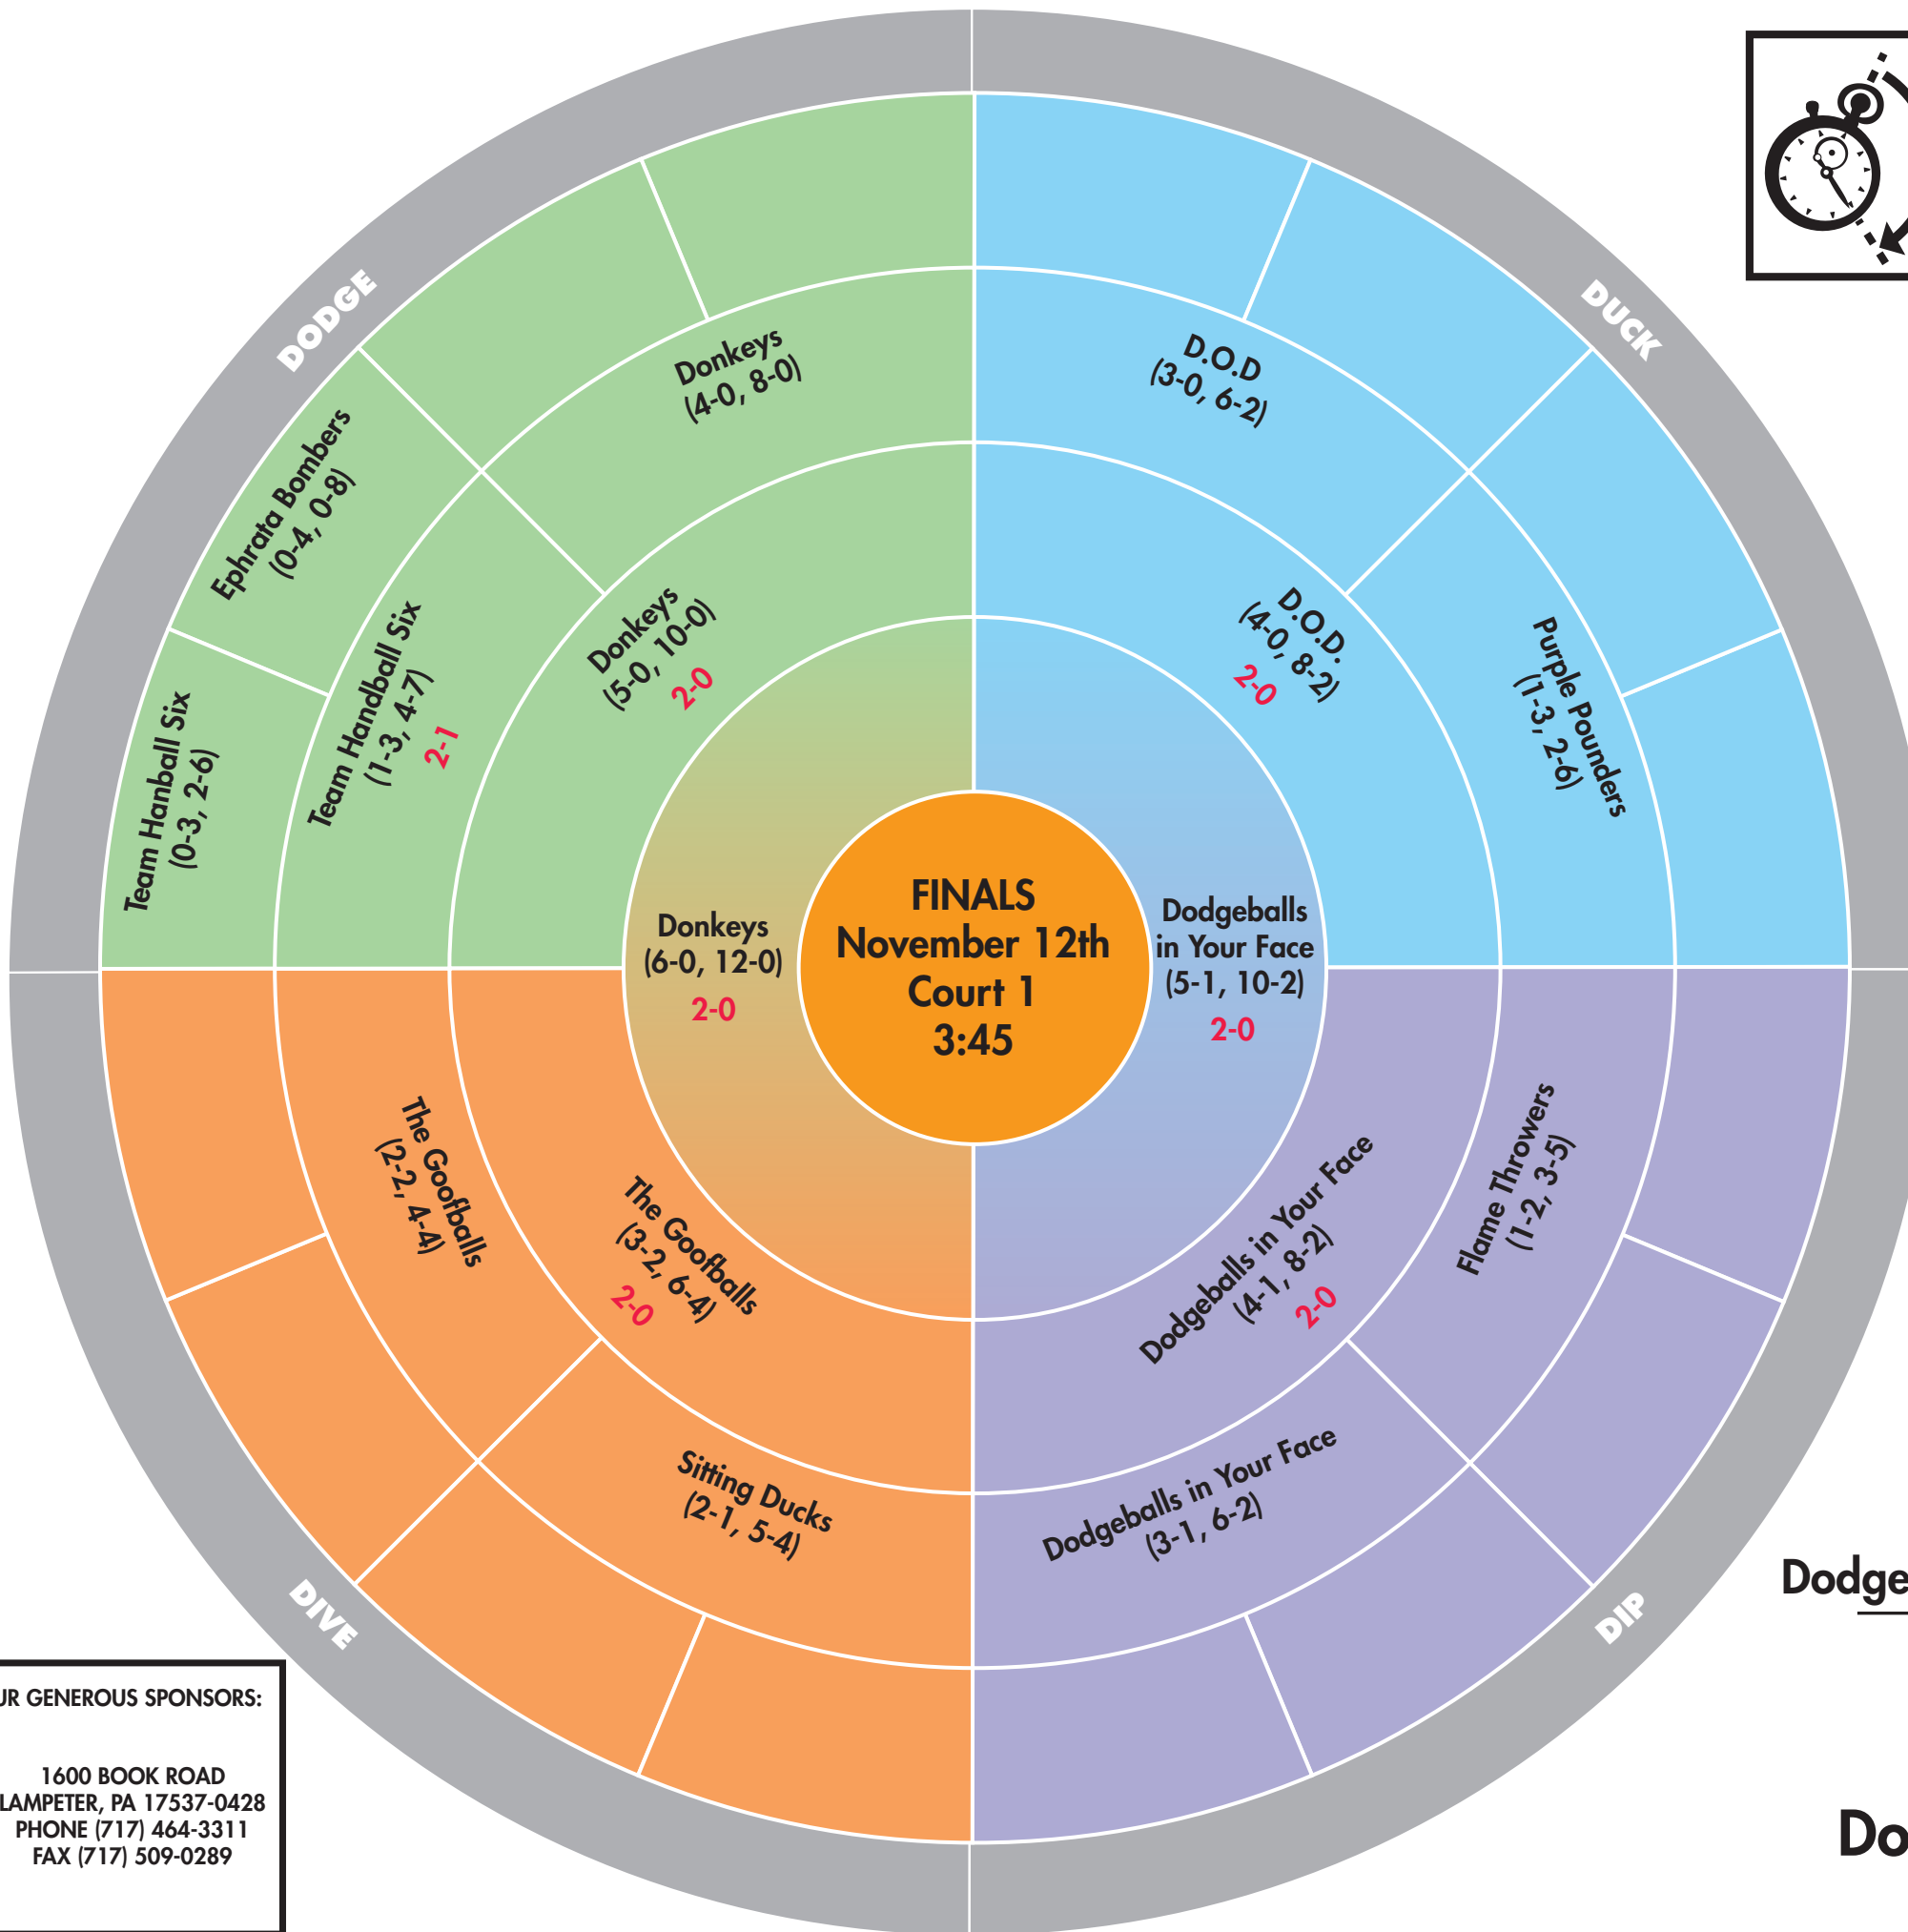 DODGE
DUCK
Donkeys
(4-0, 8-0)
D.O.D
(3-0, 6-2)
Ephrata Bombers
(0-4, 0-8)
Team Hanball Six
(0-3, 2-6)
Team Handball Six
(1-3, 4-7)
2-1
Donkeys
(5-0, 10-0)
2-0
D.O.D.
(4-0, 8-2)
2-0
Purple Pounders
(1-3, 2-6)
Donkeys
(6-0, 12-0)
2-0
FINALS
November 12th
Court 1
3:45
Dodgeballs
in Your Face
(5-1, 10-2)
2-0
The Goofballs
(2-2, 4-4)
The Goofballs
(3-2, 6-4)
2-0
Dodgeballs in Your Face
(4-1, 8-2)
2-0
Flame Throwers
(1-2, 3-5)
Sitting Ducks
(2-1, 5-4)
Dodgeballs in Your Face
(3-1, 6-2)
DIVE
DIP
Dodge
Do
UR GENEROUS SPONSORS:
1600 BOOK ROAD
LAMPETER, PA 17537-0428
PHONE (717) 464-3311
FAX (717) 509-0289